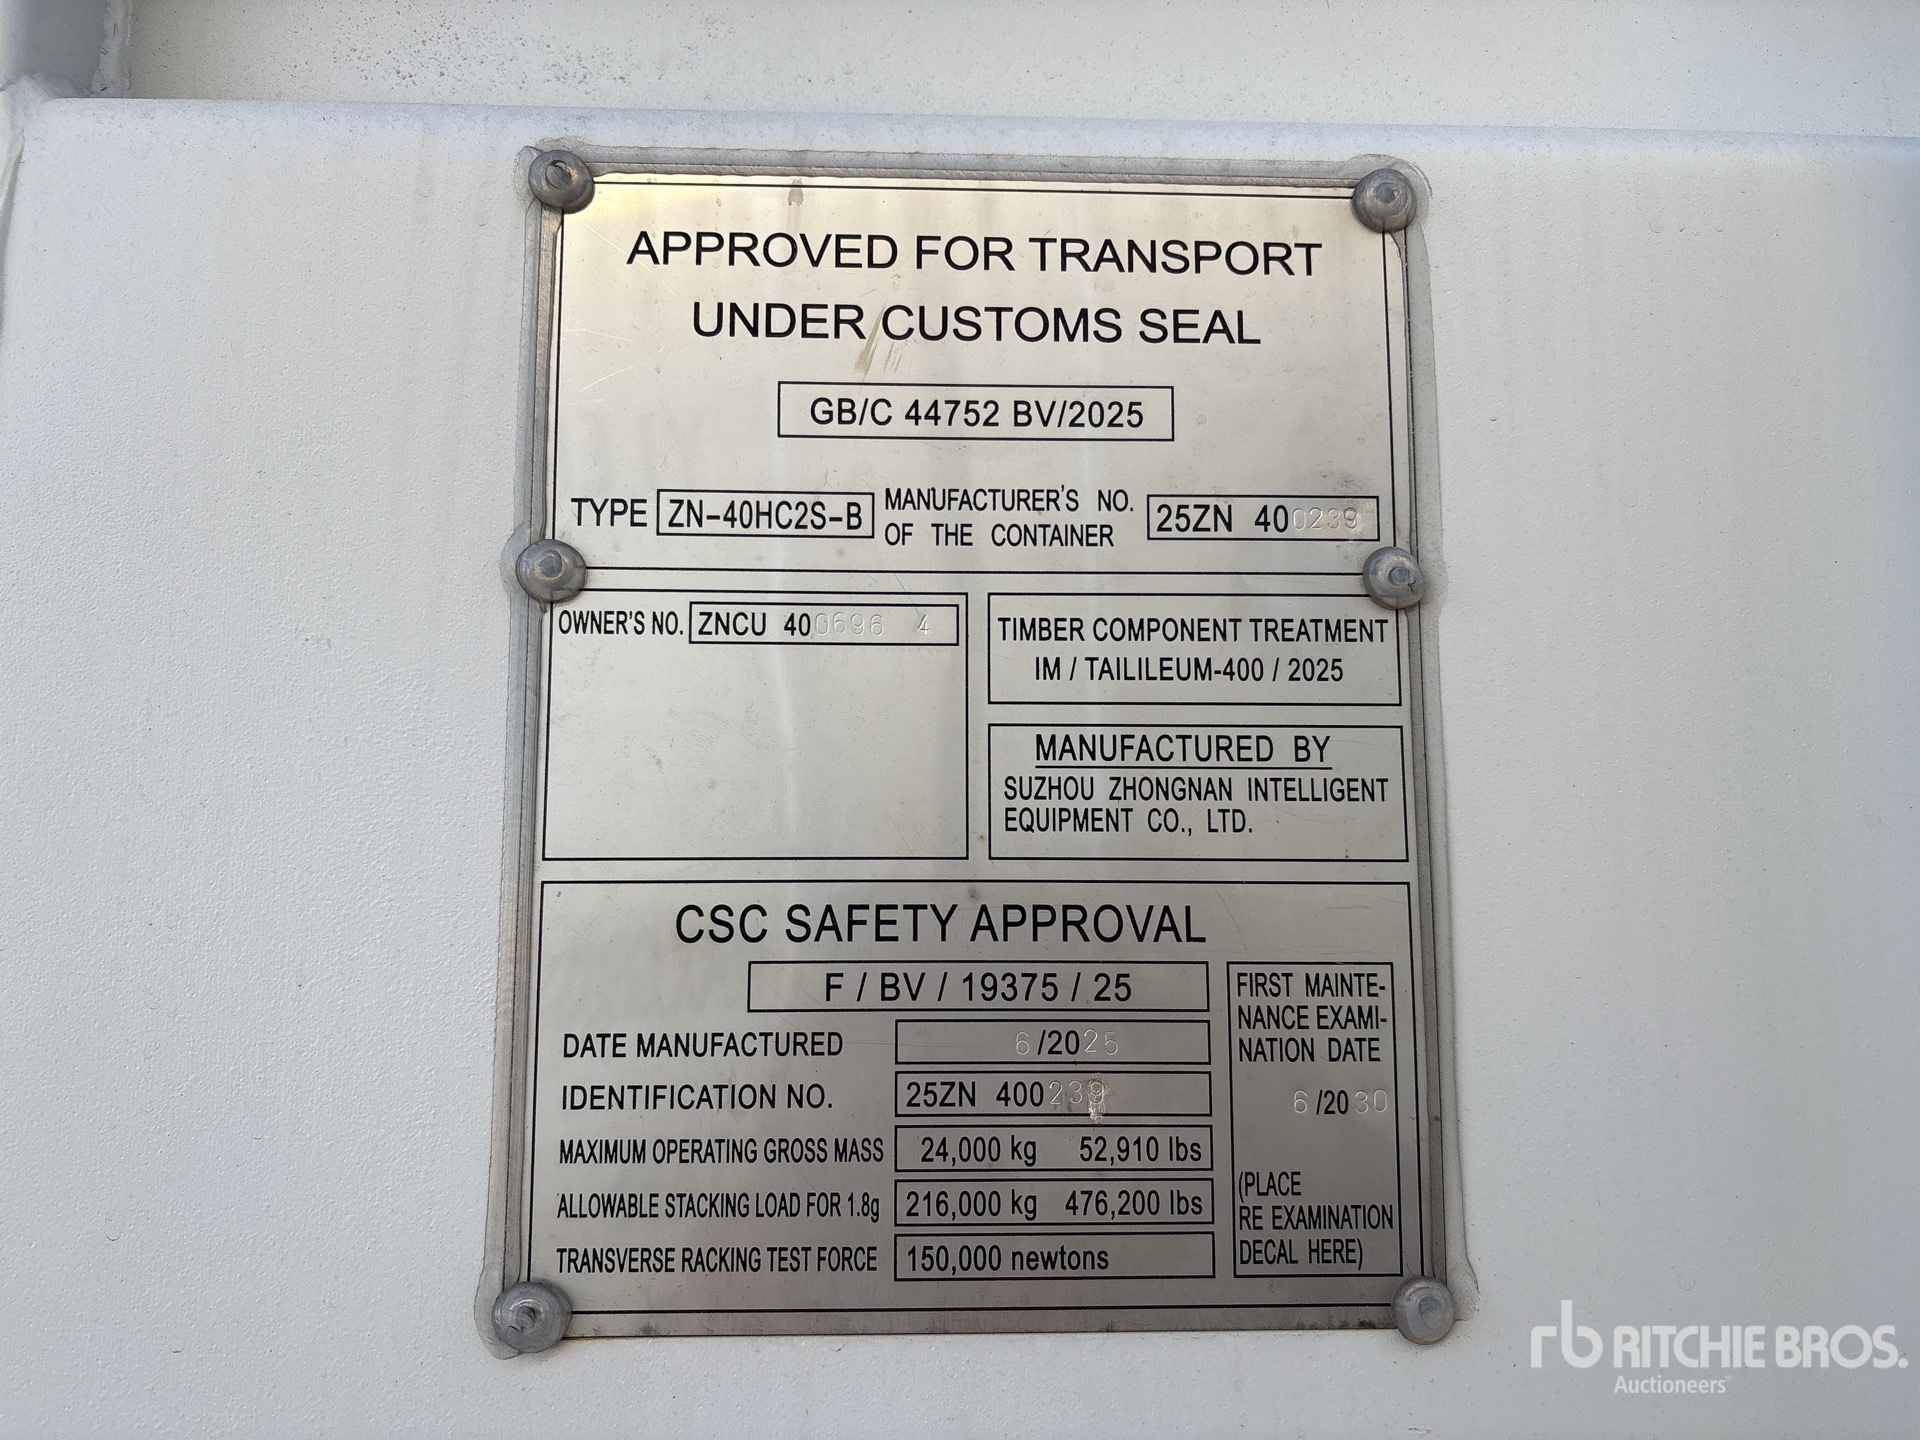 APPROVED FOR TRANSPORT
UNDER CUSTOMS SEAL
GB/C 44752 BV/2025
TYPE ZN-40HC2S-B MANUFACTURER'S NO. OF THE CONTAINER 25ZN 400239
OWNER'S NO. ZNCU 400696 4
TIMBER COMPONENT TREATMENT
IM / TAILILEUM-400 / 2025
MANUFACTURED BY
SUZHOU ZHONGNAN INTELLIGENT
EQUIPMENT CO., LTD.
CSC SAFETY APPROVAL
F / BV / 19375 / 25
DATE MANUFACTURED 6/2025
IDENTIFICATION NO. 25ZN 400239
MAXIMUM OPERATING GROSS MASS 24,000 kg 52,910 lbs
ALLOWABLE STACKING LOAD FOR 1.8g 216,000 kg 476,200 lbs
TRANSVERSE RACKING TEST FORCE 150,000 newtons
FIRST MAINTE-
NANCE EXAMI-
NATION DATE
6/2030
(PLACE
RE EXAMINATION
DECAL HERE)
rb RITCHIE BROS.
Auctioneers